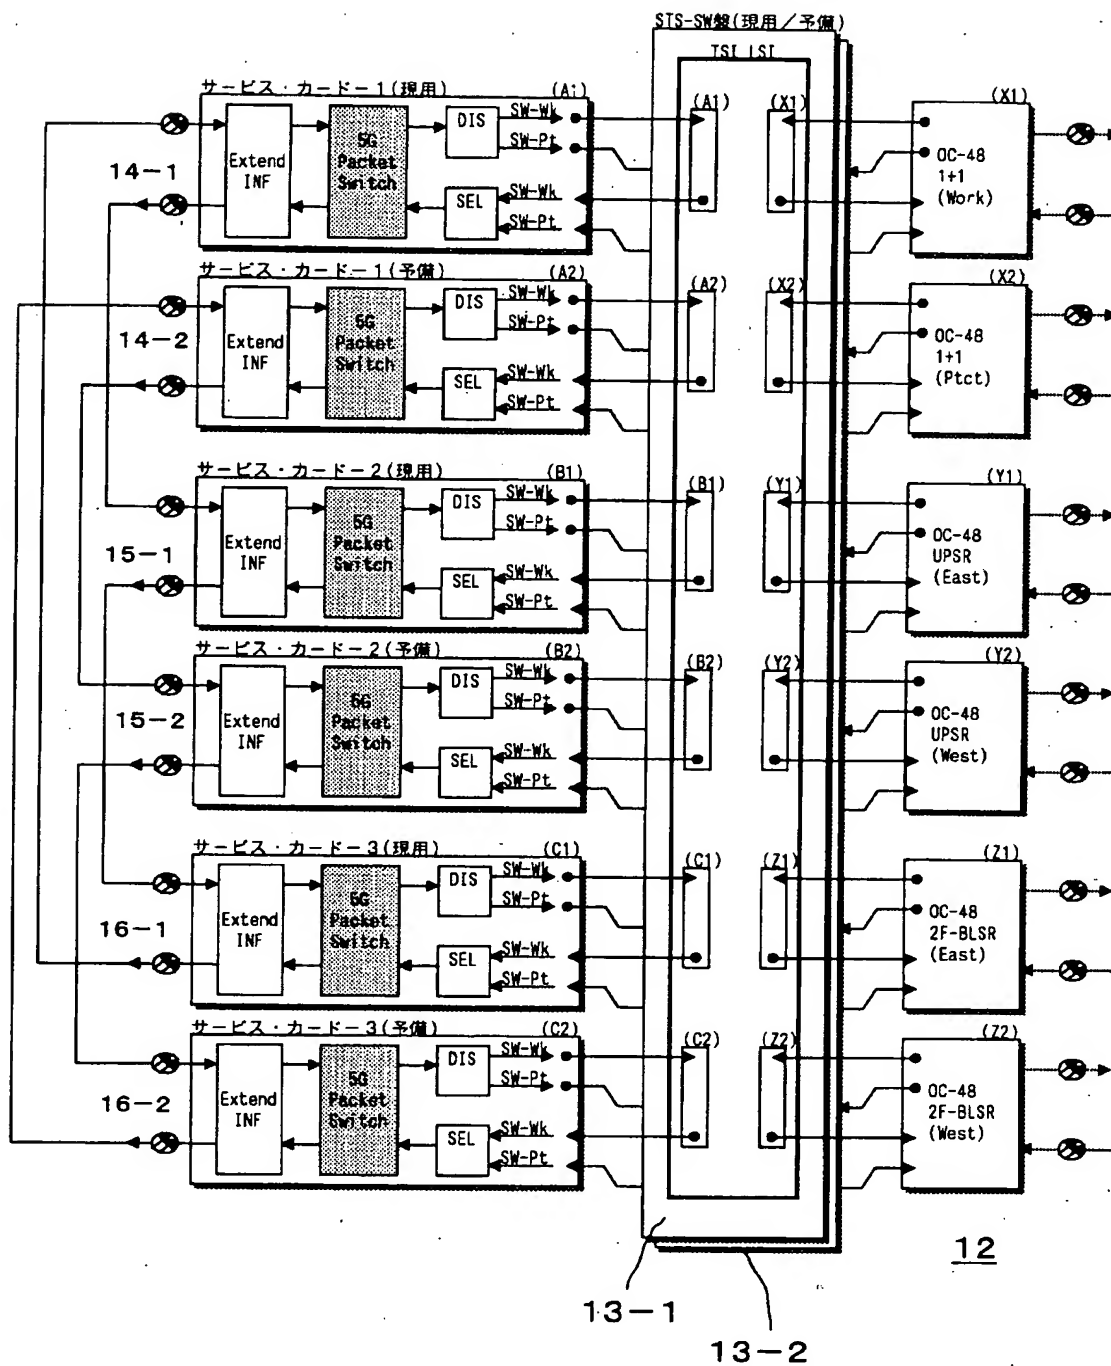 STS-SW盤(現用/予備)
TSI LSI
サービス・カード-1(現用)
(A1)
Extend
INF
5G
Packet
Switch
DIS
SEL
SW-Wk
SW-Pt
SW-Wk
SW-Pt
14-1
(A1)
(X1)
(X1)
OC-48
1+1
(Work)
サービス・カード-1(予備)
(A2)
Extend
INF
5G
Packet
Switch
DIS
SEL
SW-Wk
SW-Pt
SW-Wk
SW-Pt
14-2
(A2)
(X2)
(X2)
OC-48
1+1
(Ptct)
サービス・カード-2(現用)
(B1)
Extend
INF
5G
Packet
Switch
DIS
SEL
SW-Wk
SW-Pt
SW-Wk
SW-Pt
15-1
(B1)
(Y1)
(Y1)
OC-48
UPSR
(East)
サービス・カード-2(予備)
(B2)
Extend
INF
5G
Packet
Switch
DIS
SEL
SW-Wk
SW-Pt
SW-Wk
SW-Pt
15-2
(B2)
(Y2)
(Y2)
OC-48
UPSR
(West)
サービス・カード-3(現用)
(C1)
Extend
INF
5G
Packet
Switch
DIS
SEL
SW-Wk
SW-Pt
SW-Wk
SW-Pt
16-1
(C1)
(Z1)
(Z1)
OC-48
2F-BLSR
(East)
サービス・カード-3(予備)
(C2)
Extend
INF
5G
Packet
Switch
DIS
SEL
SW-Wk
SW-Pt
SW-Wk
SW-Pt
16-2
(C2)
(Z2)
(Z2)
OC-48
2F-BLSR
(West)
12
13-1
13-2